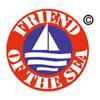 FRIEND
OF THE SEA
©